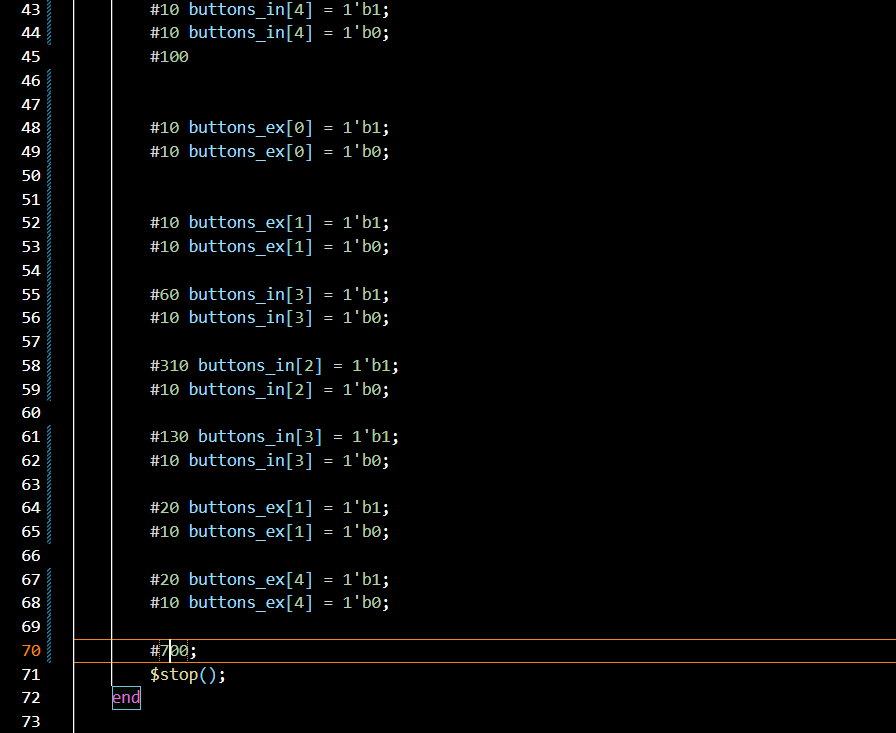 43 #10 buttons_in[4] = 1'b1;
44 #10 buttons_in[4] = 1'b0;
45 #100
46
47
48 #10 buttons_ex[0] = 1'b1;
49 #10 buttons_ex[0] = 1'b0;
50
51
52 #10 buttons_ex[1] = 1'b1;
53 #10 buttons_ex[1] = 1'b0;
54
55 #60 buttons_in[3] = 1'b1;
56 #10 buttons_in[3] = 1'b0;
57
58 #310 buttons_in[2] = 1'b1;
59 #10 buttons_in[2] = 1'b0;
60
61 #130 buttons_in[3] = 1'b1;
62 #10 buttons_in[3] = 1'b0;
63
64 #20 buttons_ex[1] = 1'b1;
65 #10 buttons_ex[1] = 1'b0;
66
67 #20 buttons_ex[4] = 1'b1;
68 #10 buttons_ex[4] = 1'b0;
69
70 #700;
71 $stop();
72 end
73